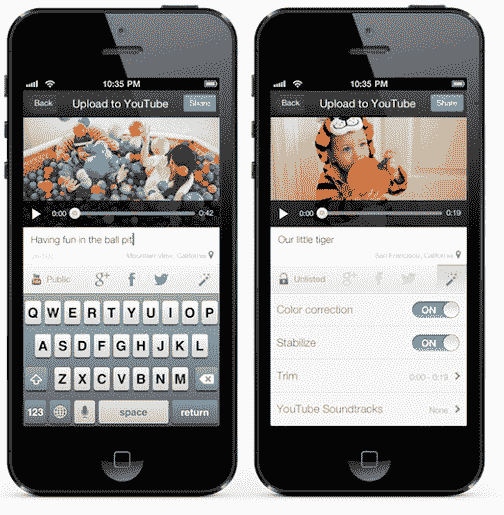 10:35 PM
Back Upload to YouTube Share
0:00 0:42
Having fun in the ball pit
Mountain View, California
Public g+ f
Q W E R T Y U I O P
A S D F G H J K L
Z X C V B N M
123 space return
10:35 PM
Back Upload to YouTube Share
0:00 0:19
Our little tiger
San Francisco, California
Unlisted g+ f
Color correction ON
Stabilize ON
Trim 0:00 - 0:19
YouTube Soundtracks None